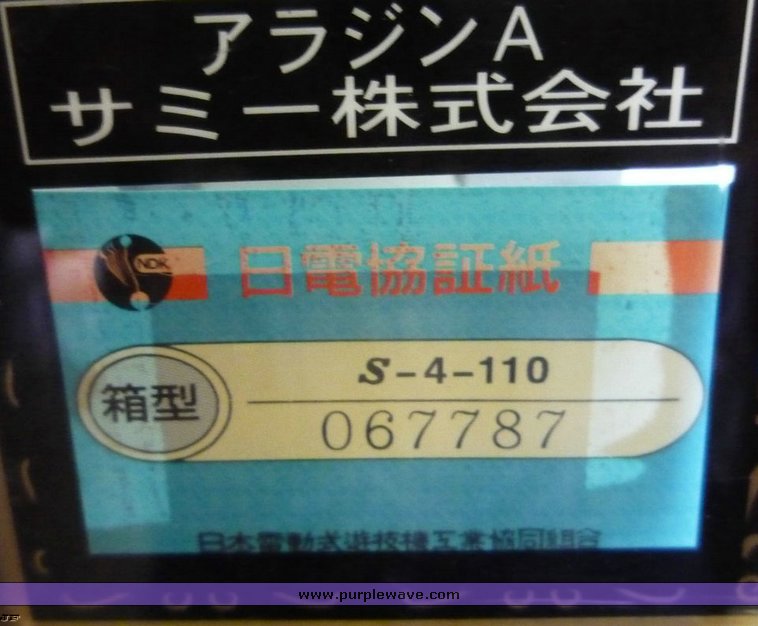 アラジンA
サミー株式会社
NDK
日電協証紙
箱型
S-4-110
067787
日本電動式遊技機工業協同組合
www.purplewave.com